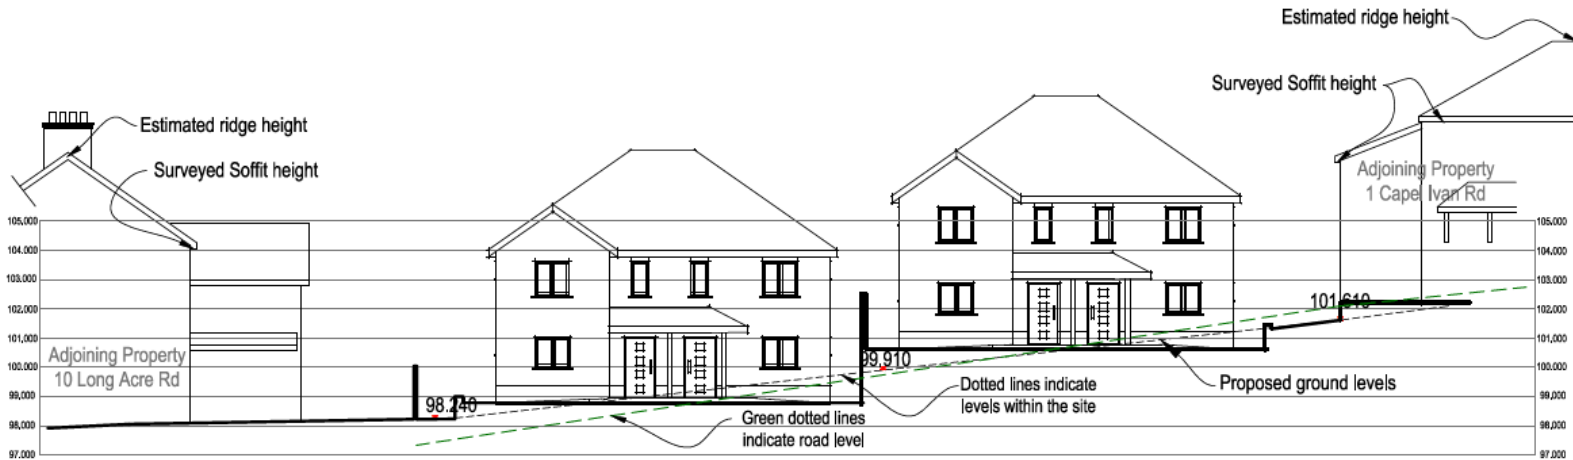 Estimated ridge height
Surveyed Soffit height
Estimated ridge height
Surveyed Soffit height
Adjoining Property
1 Capel Ivan Rd
105.000
104.000
103.000
102.000
101.000
100.000
99.000
98.000
97.000
105.000
104.000
103.000
102.000
101.000
100.000
99.000
98.000
97.000
Adjoining Property
10 Long Acre Rd
98.240
99.910
101.610
Green dotted lines
indicate road level
Dotted lines indicate
levels within the site
Proposed ground levels